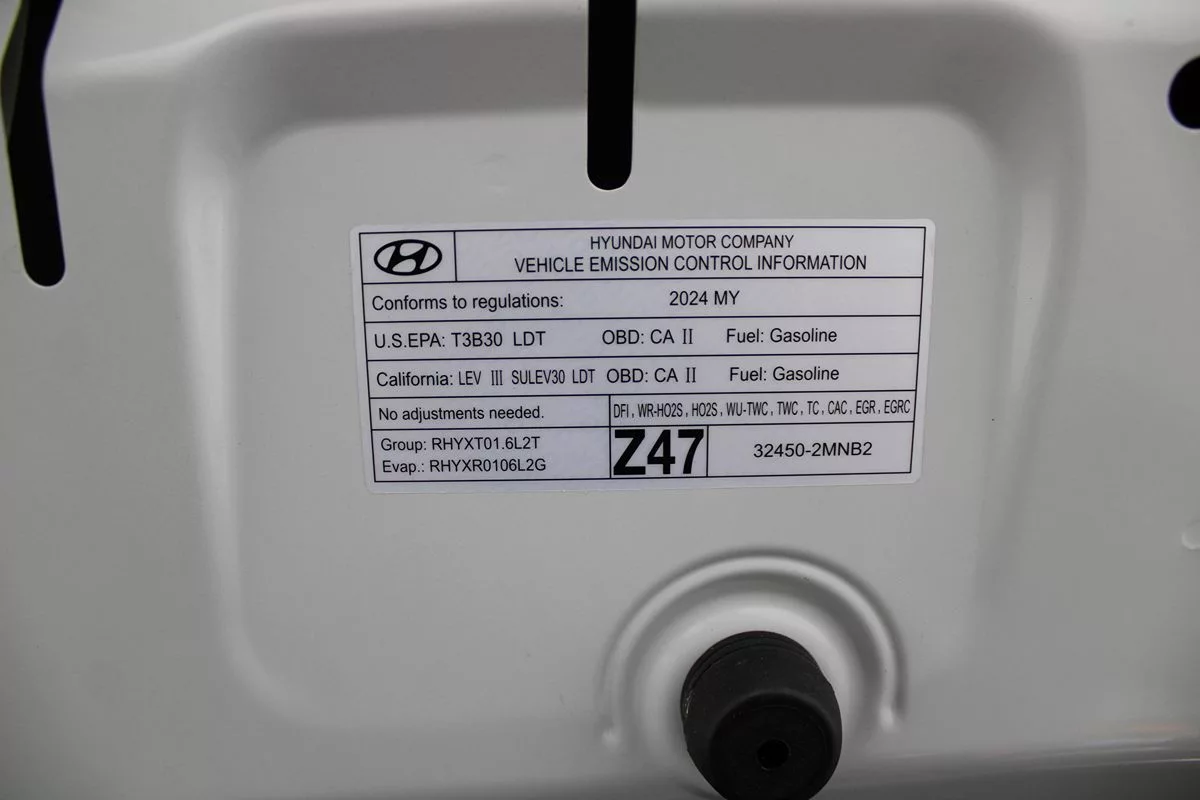 HYUNDAI MOTOR COMPANY
VEHICLE EMISSION CONTROL INFORMATION
Conforms to regulations: 2024 MY
U.S.EPA: T3B30 LDT OBD: CA II Fuel: Gasoline
California: LEV III SULEV30 LDT OBD: CA II Fuel: Gasoline
No adjustments needed. DFI , WR-HO2S , HO2S , WU-TWC , TWC , TC , CAC , EGR , EGRC
Group: RHYXT01.6L2T
Evap.: RHYXR0106L2G
Z47 32450-2MNB2